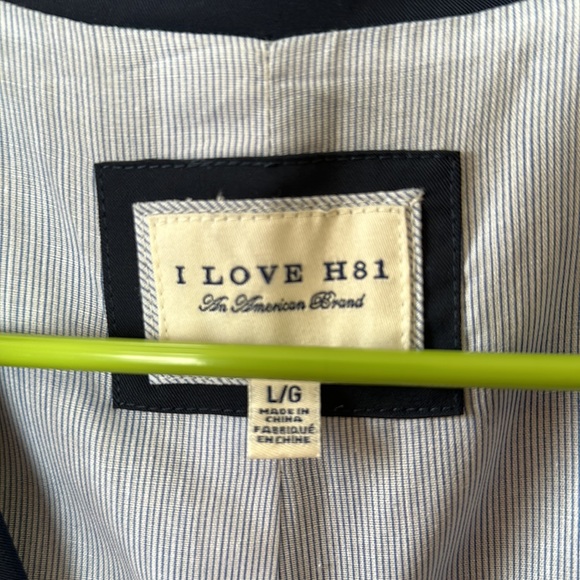 I LOVE H81
An American Brand
L/G
MADE IN
CHINA
FABRIQUÉ
EN CHINE